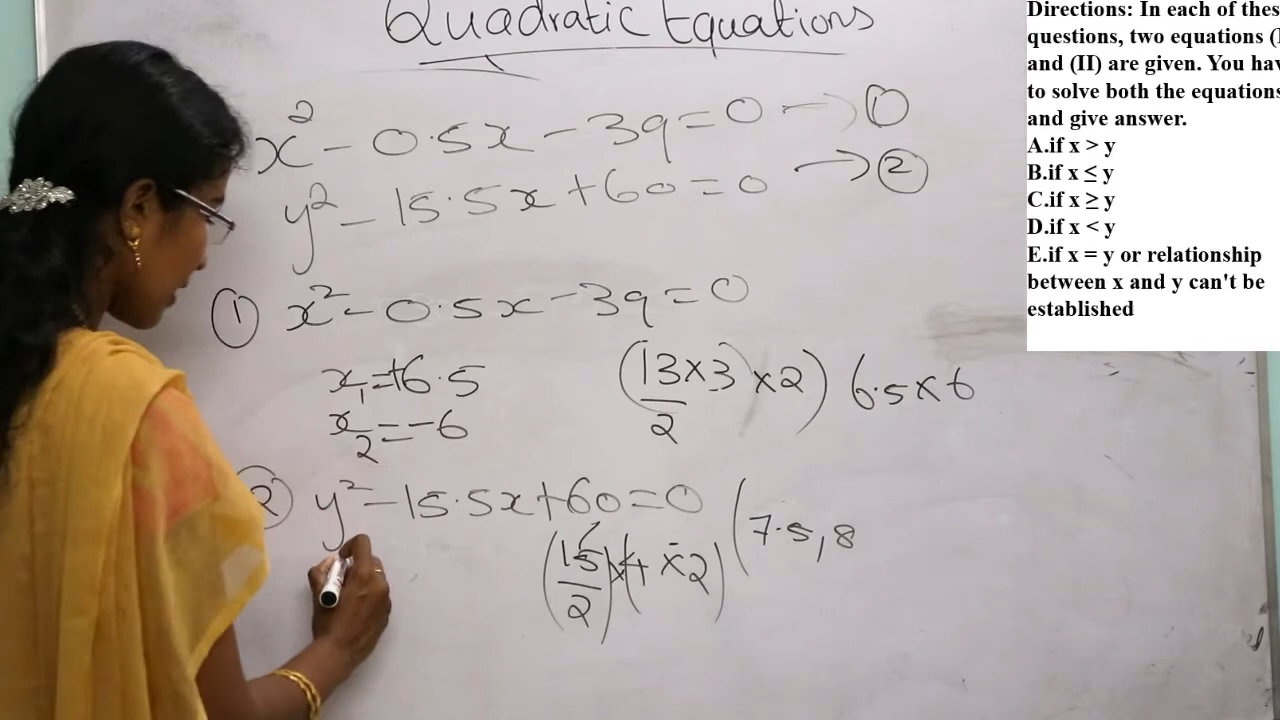 Quadratic Equations
x² - 0.5x - 39 = 0 → ①
y² - 15.5x + 60 = 0 → ②
① x² - 0.5x - 39 = 0
x₁ = +6.5
(13/2 × 3) × 2) 6.5 × 6
x₂ = -6
② y² - 15.5x + 60 = 0
(15/2) × (4 × 2) (7.5, 8
Directions: In each of thes
questions, two equations (I
and (II) are given. You hav
to solve both the equations
and give answer.
A.if x > y
B.if x ≤ y
C.if x ≥ y
D.if x < y
E.if x = y or relationship
between x and y can't be
established